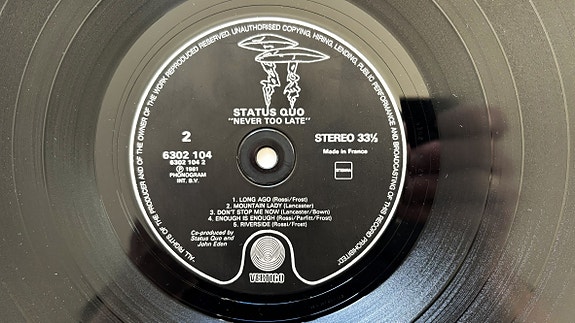 "ALL RIGHTS OF THE PRODUCER AND OF THE OWNER OF THE WORK REPRODUCED RESERVED. UNAUTHORISED COPYING, HIRING, LENDING, PUBLIC PERFORMANCE AND BROADCASTING OF THIS RECORD PROHIBITED."
STATUS QUO
"NEVER TOO LATE"
2
STEREO 33⅓
6302 104
6302 104 2
Ⓟ 1981
PHONOGRAM
INT. B.V.
Made in France
STEMRA
1. LONG AGO (Rossi/Frost)
2. MOUNTAIN LADY (Lancaster)
3. DON'T STOP ME NOW (Lancaster/Bown)
4. ENOUGH IS ENOUGH (Rossi/Parfitt/Frost)
5. RIVERSIDE (Rossi/Frost)
Co-produced by
Status Quo and
John Eden
VERTIGO